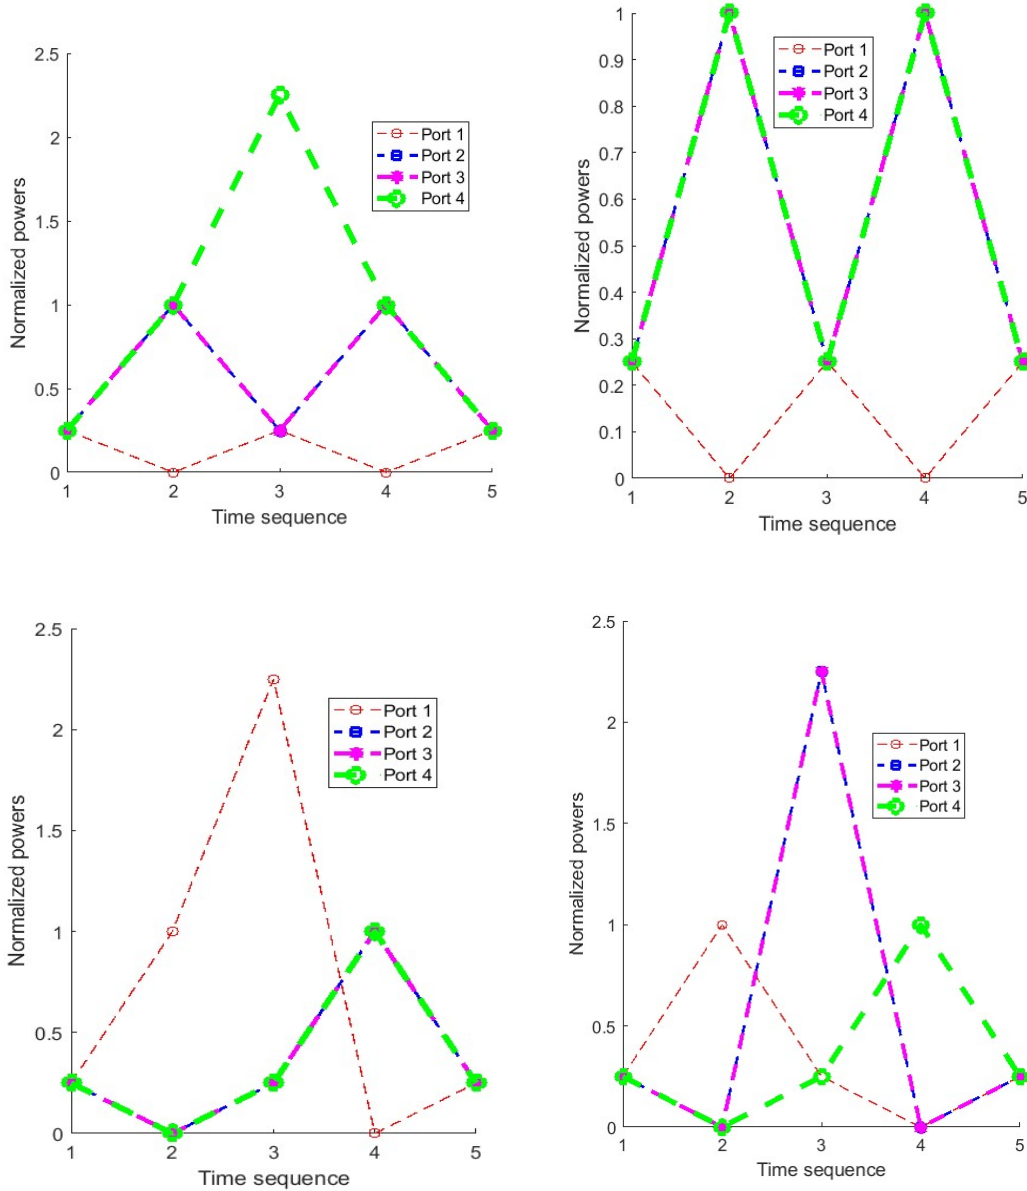 2.5
2
1.5
1
0.5
0
Normalized powers
Port 1
Port 2
Port 3
Port 4
1 2 3 4 5
Time sequence
1
0.9
0.8
0.7
0.6
0.5
0.4
0.3
0.2
0.1
0
Normalized powers
Port 1
Port 2
Port 3
Port 4
1 2 3 4 5
Time sequence
2.5
2
1.5
1
0.5
0
Normalized powers
Port 1
Port 2
Port 3
Port 4
1 2 3 4 5
Time sequence
2.5
2
1.5
1
0.5
0
Normalized powers
Port 1
Port 2
Port 3
Port 4
1 2 3 4 5
Time sequence